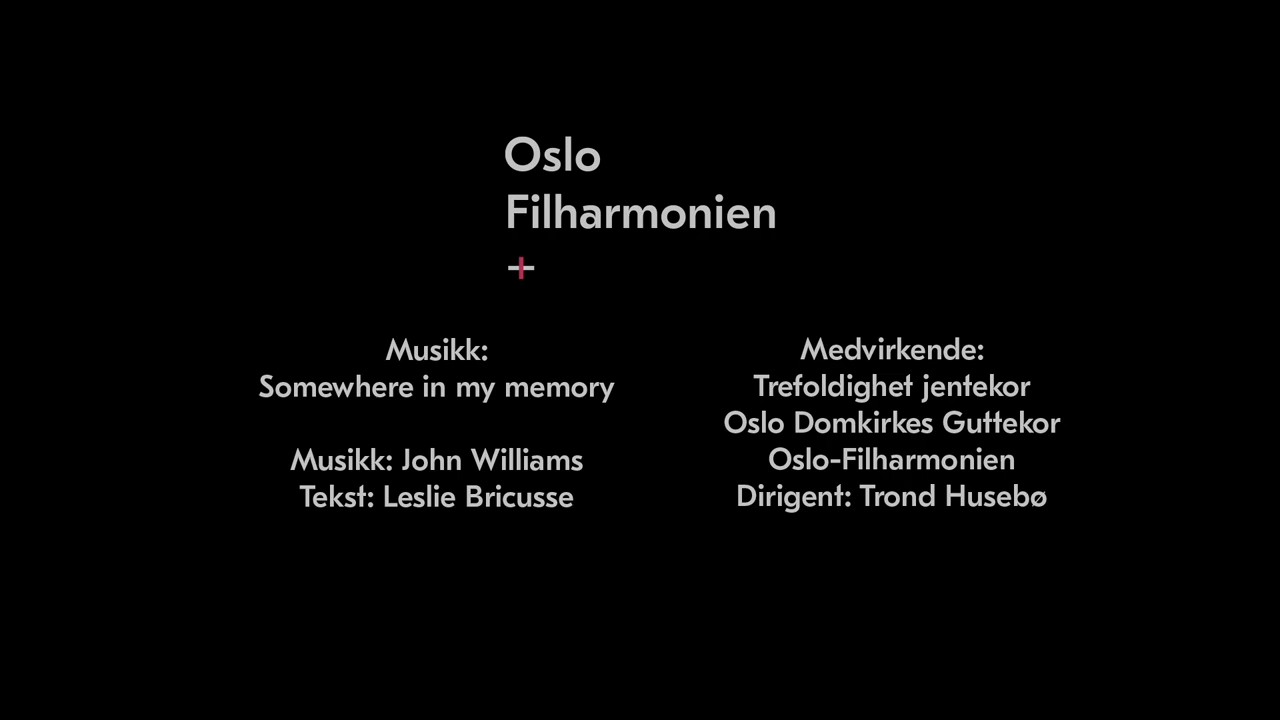 Oslo
Filharmonien
+
Musikk:
Somewhere in my memory
Musikk: John Williams
Tekst: Leslie Bricusse
Medvirkende:
Trefoldighet jentekor
Oslo Domkirkes Guttekor
Oslo-Filharmonien
Dirigent: Trond Husebø